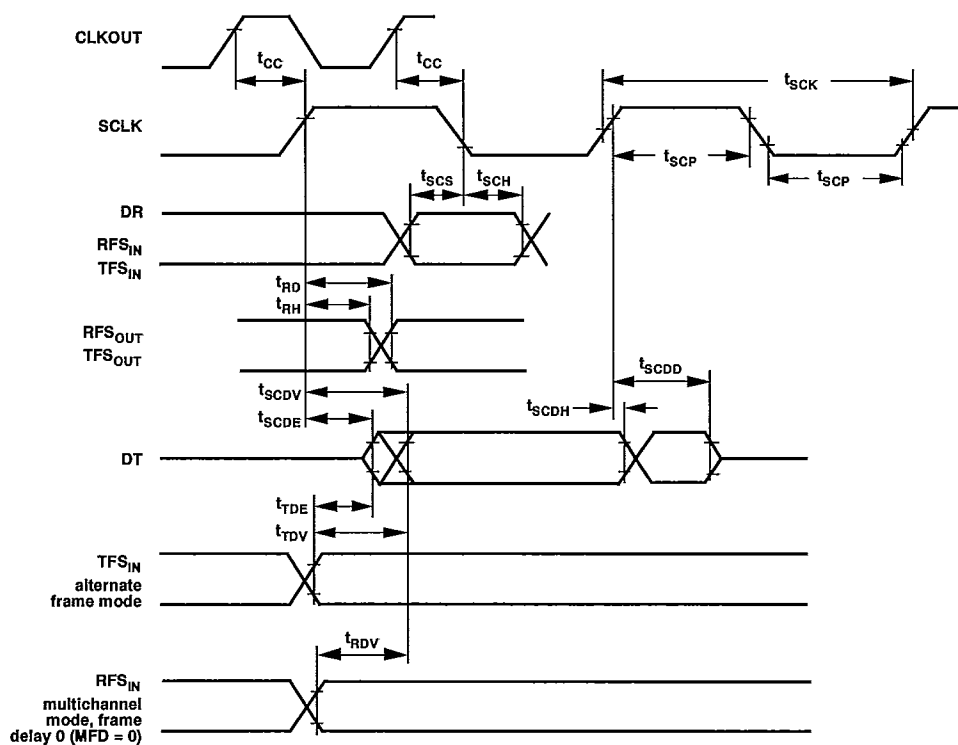 CLKOUT
tCC
tCC
tSCK
SCLK
tSCP
tSCP
tSCS
tSCH
DR
RFSIN
TFSIN
tRD
tRH
RFSOUT
TFSOUT
tSCDV
tSCDE
tSCDD
tSCDH
DT
tTDE
tTDV
TFSIN
alternate
frame mode
tRDV
RFSIN
multichannel
mode, frame
delay 0 (MFD = 0)